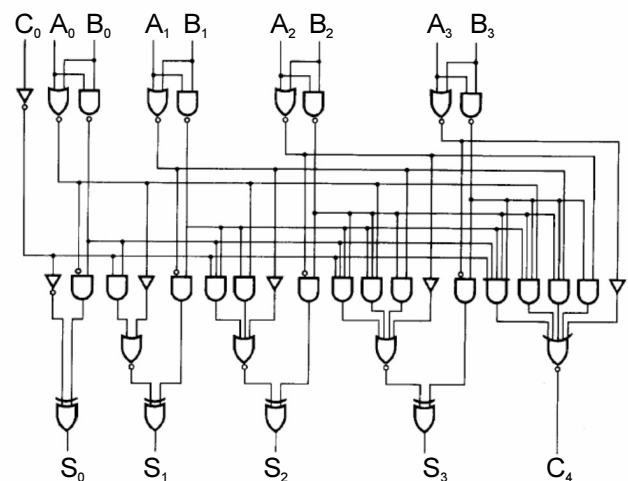 C₀ A₀ B₀ A₁ B₁ A₂ B₂ A₃ B₃
S₀ S₁ S₂ S₃ C₄